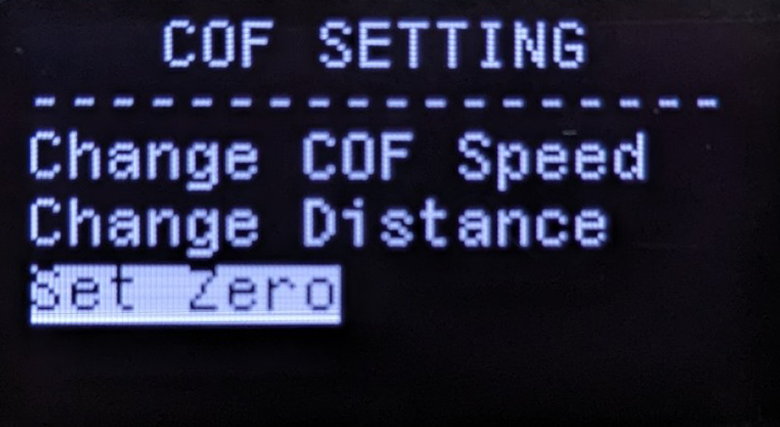 COF SETTING
------------------
Change COF Speed
Change Distance
Set Zero